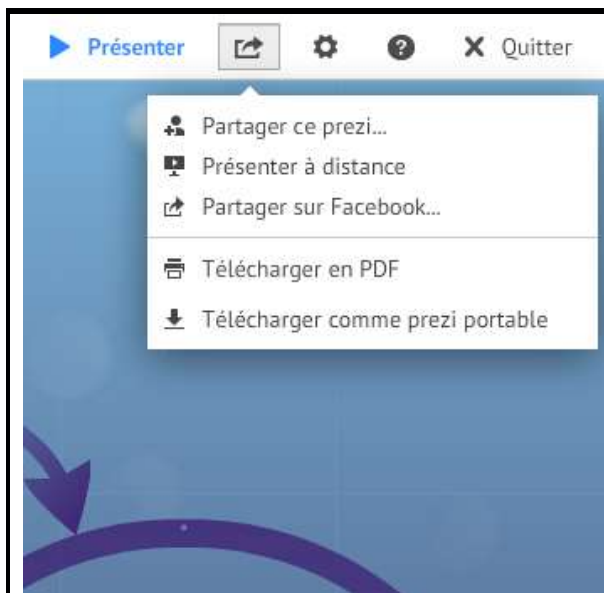 Présenter Quitter
Partager ce prezi...
Présenter à distance
Partager sur Facebook...
Télécharger en PDF
Télécharger comme prezi portable